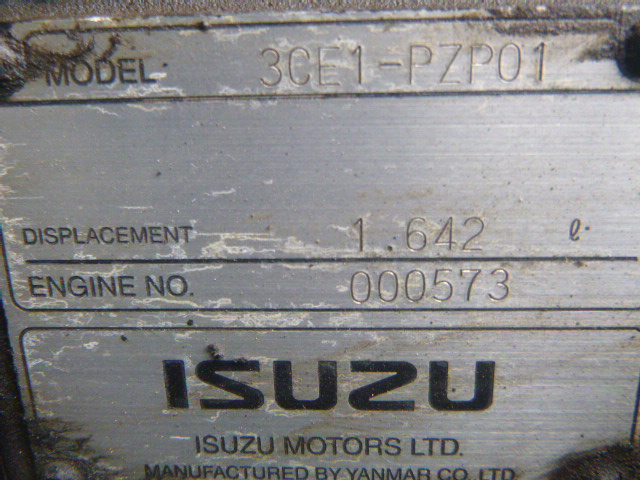 MODEL 3CE1-PZP01
DISPLACEMENT 1.642 ℓ
ENGINE NO. 000573
ISUZU
ISUZU MOTORS LTD.
MANUFACTURED BY YANMAR CO. LTD